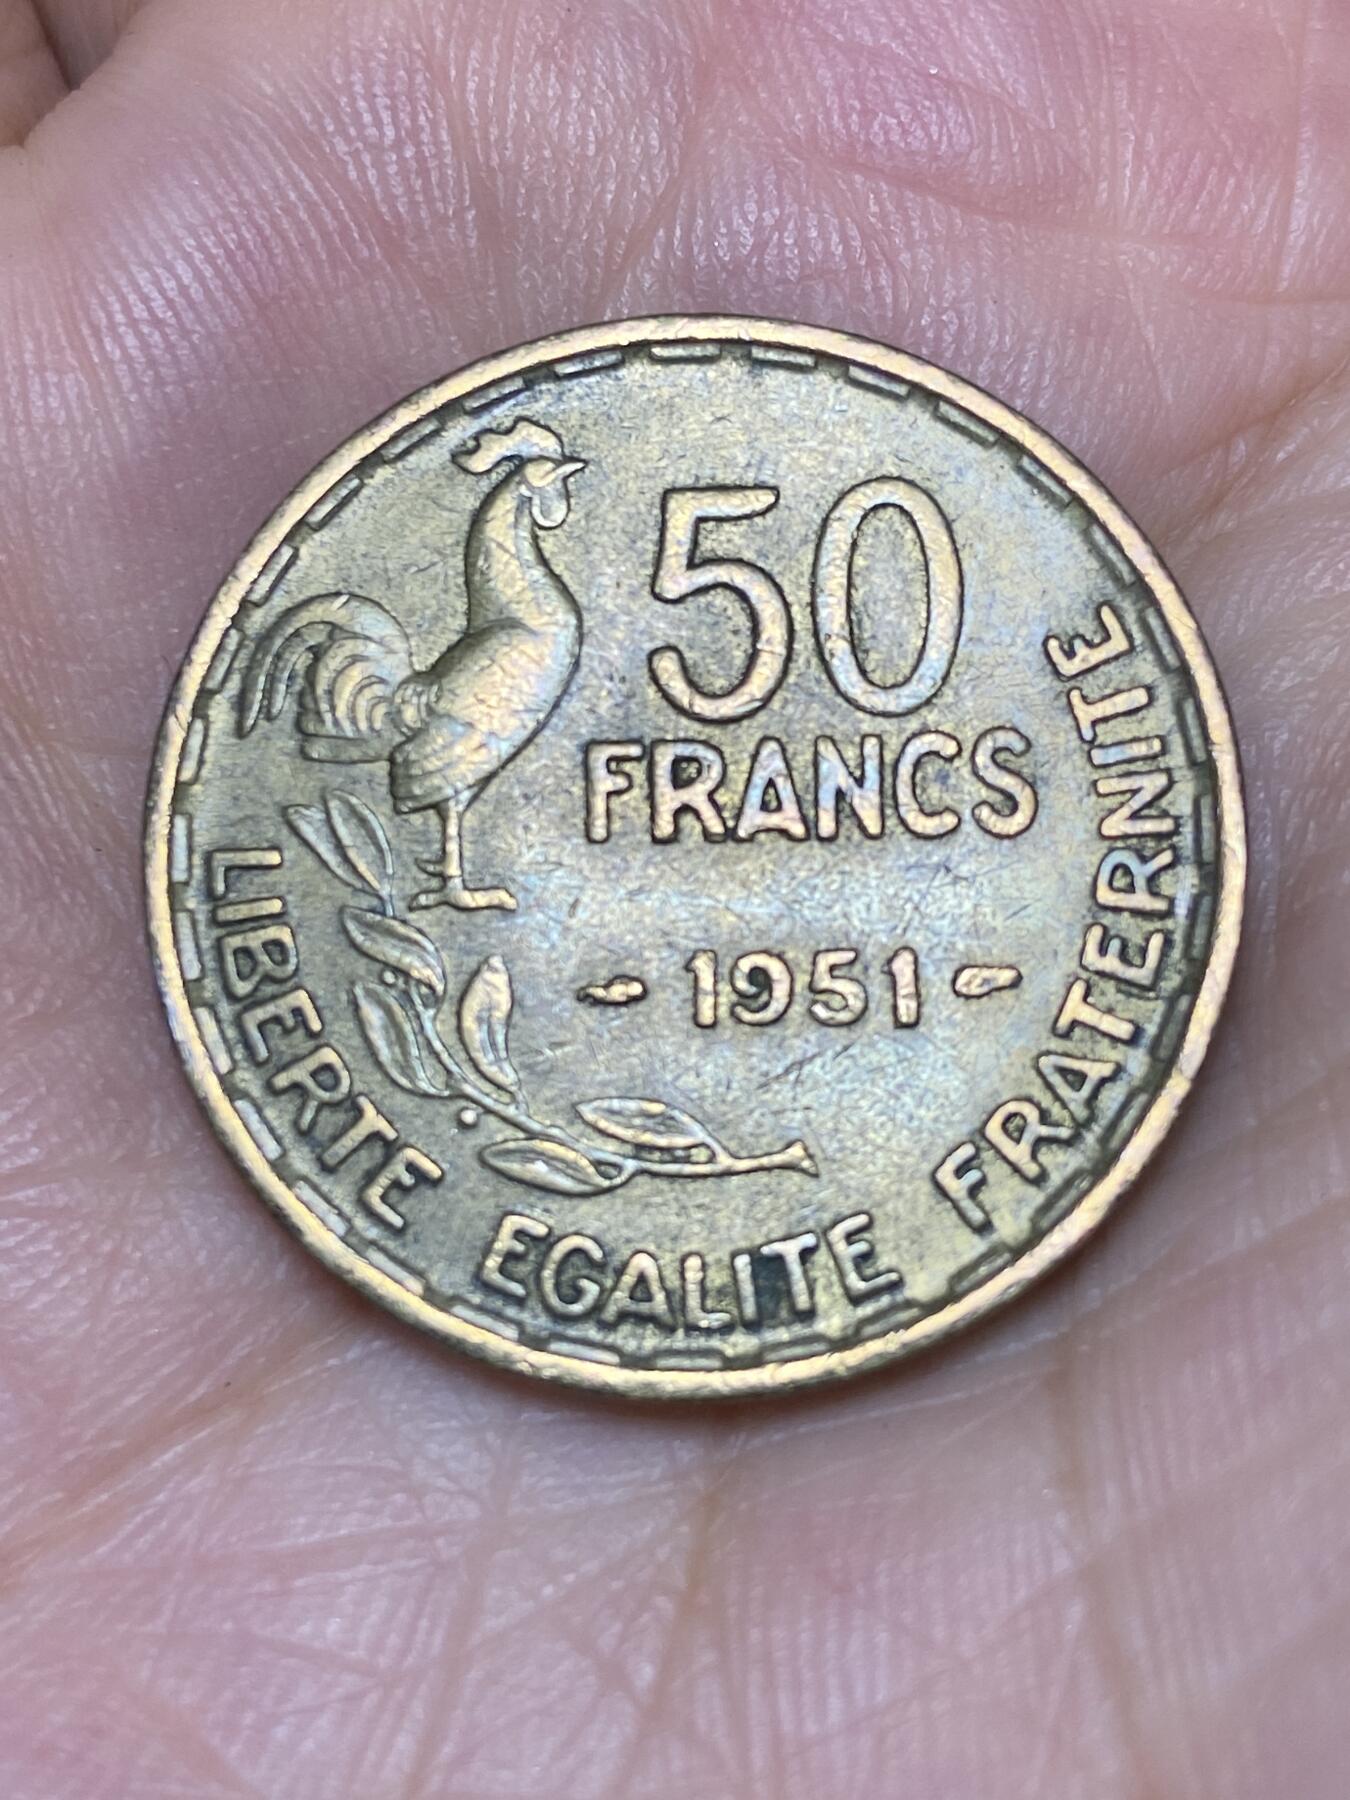 50
FRANCS
- 1951 -
LIBERTE EGALITE FRATERNITE